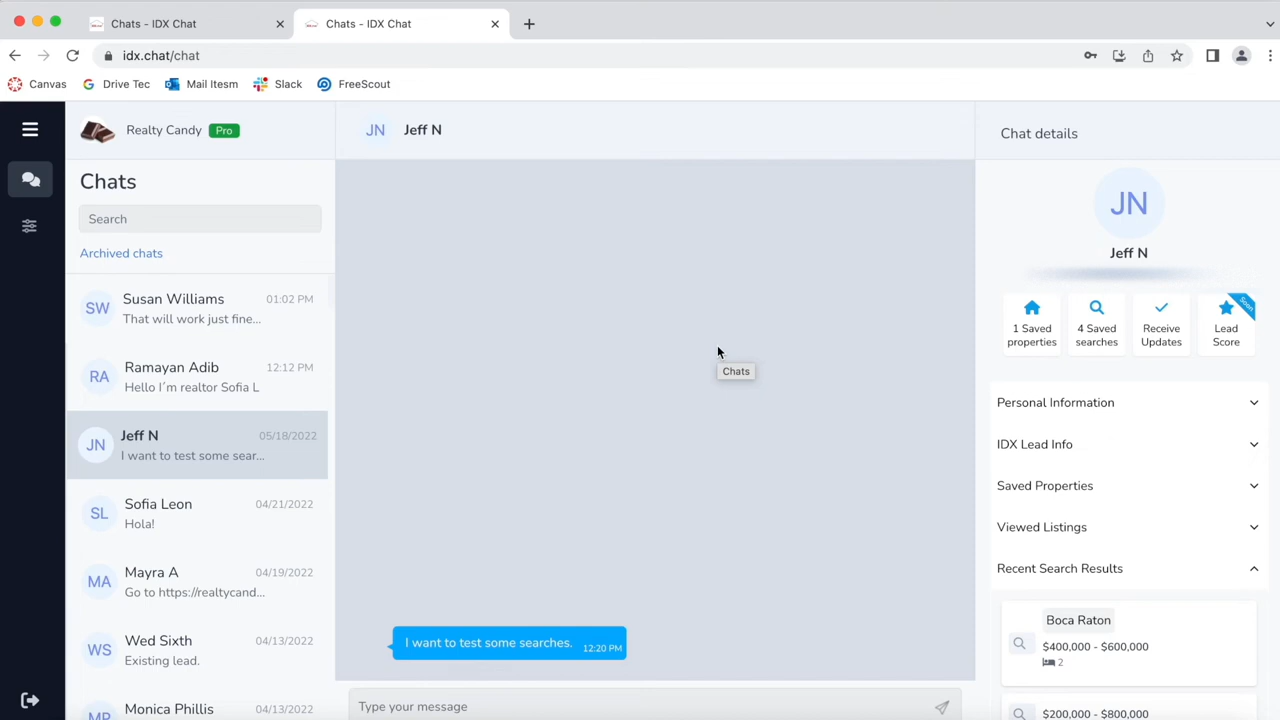 Chats - IDX Chat
Chats - IDX Chat
idx.chat/chat
Canvas
Drive Tec
Mail Itesm
Slack
FreeScout
Realty Candy Pro
Chats
Search
Archived chats
SW
Susan Williams 01:02 PM
That will work just fine...
RA
Ramayan Adib 12:12 PM
Hello I´m realtor Sofia L
JN
Jeff N 05/18/2022
I want to test some sear...
SL
Sofia Leon 04/21/2022
Hola!
MA
Mayra A 04/19/2022
Go to https://realtycand...
WS
Wed Sixth 04/13/2022
Existing lead.
MP
Monica Phillis 04/13/2022
JN Jeff N
Chats
I want to test some searches. 12:20 PM
Type your message
Chat details
JN
Jeff N
1 Saved
properties
4 Saved
searches
Receive
Updates
Soon
Lead
Score
Personal Information
IDX Lead Info
Saved Properties
Viewed Listings
Recent Search Results
Boca Raton
$400,000 - $600,000
2
$200,000 - $800,000